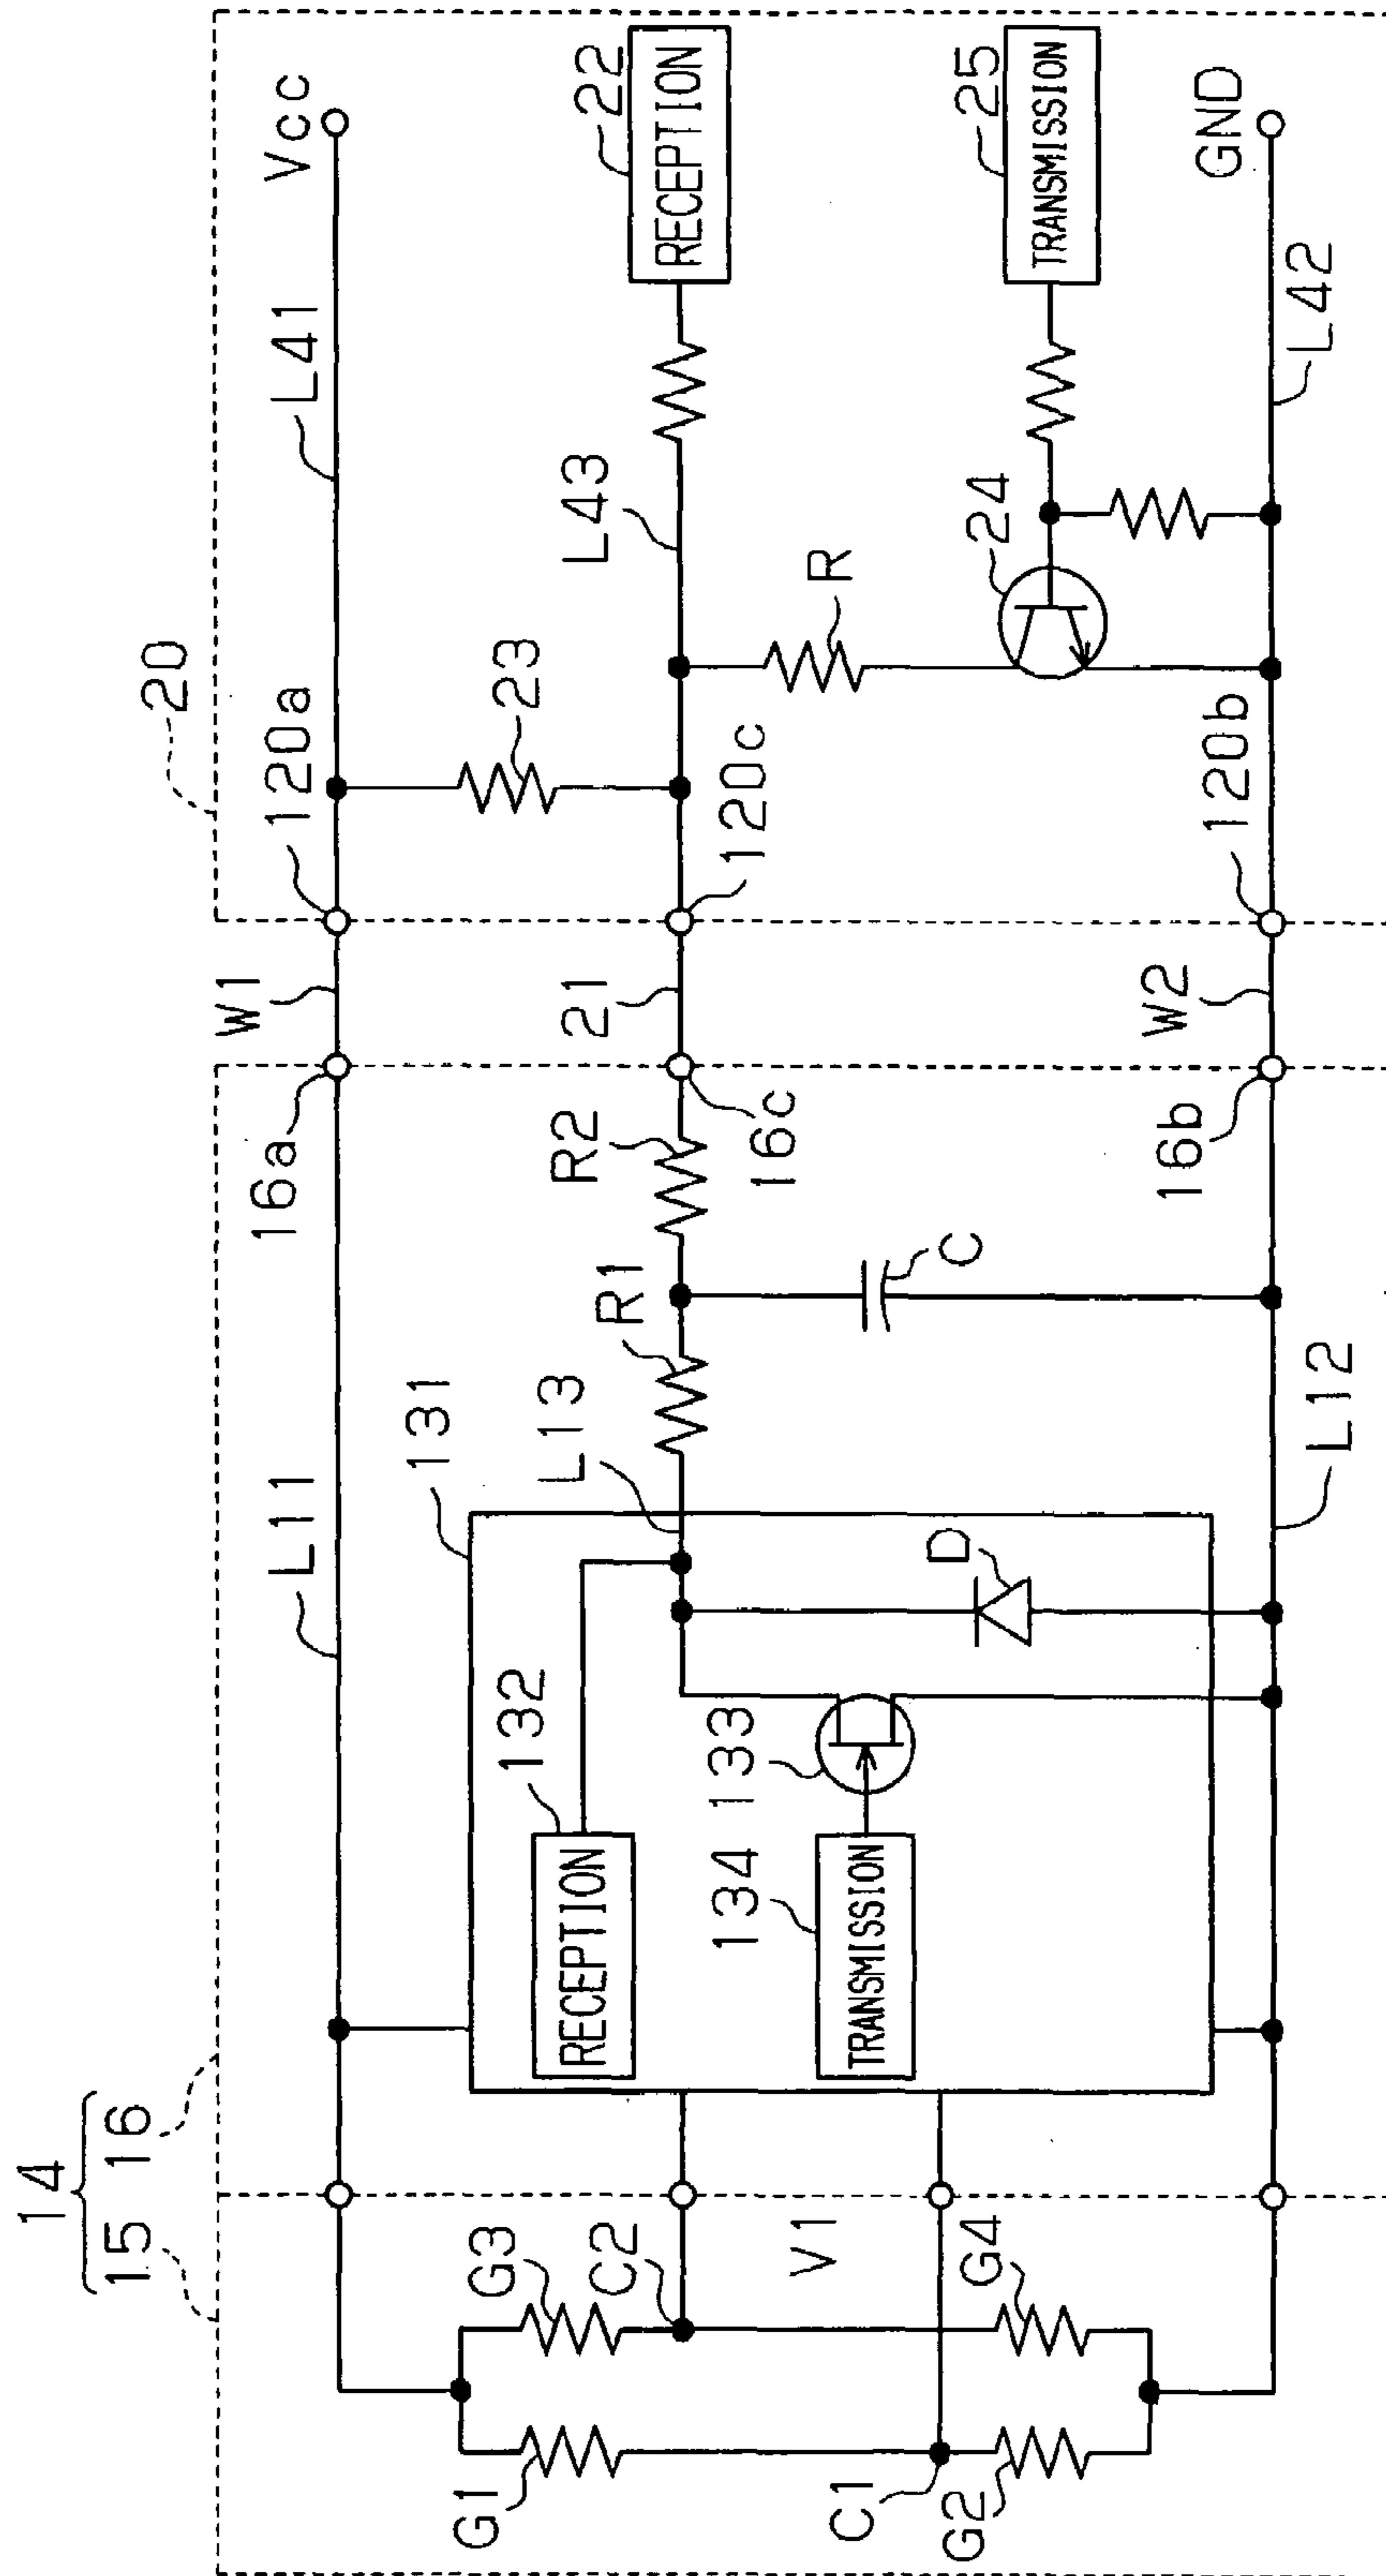 14
15 16
20
L11
16a
W1
120a
L41
Vcc
131
G1
G3
C2
132
RECEPTION
L13
R1
R2
21
23
L43
22
RECEPTION
16c
120c
R
V1
134
TRANSMISSION
133
D
C
24
25
TRANSMISSION
C1
G2
G4
16b
W2
120b
GND
L12
L42